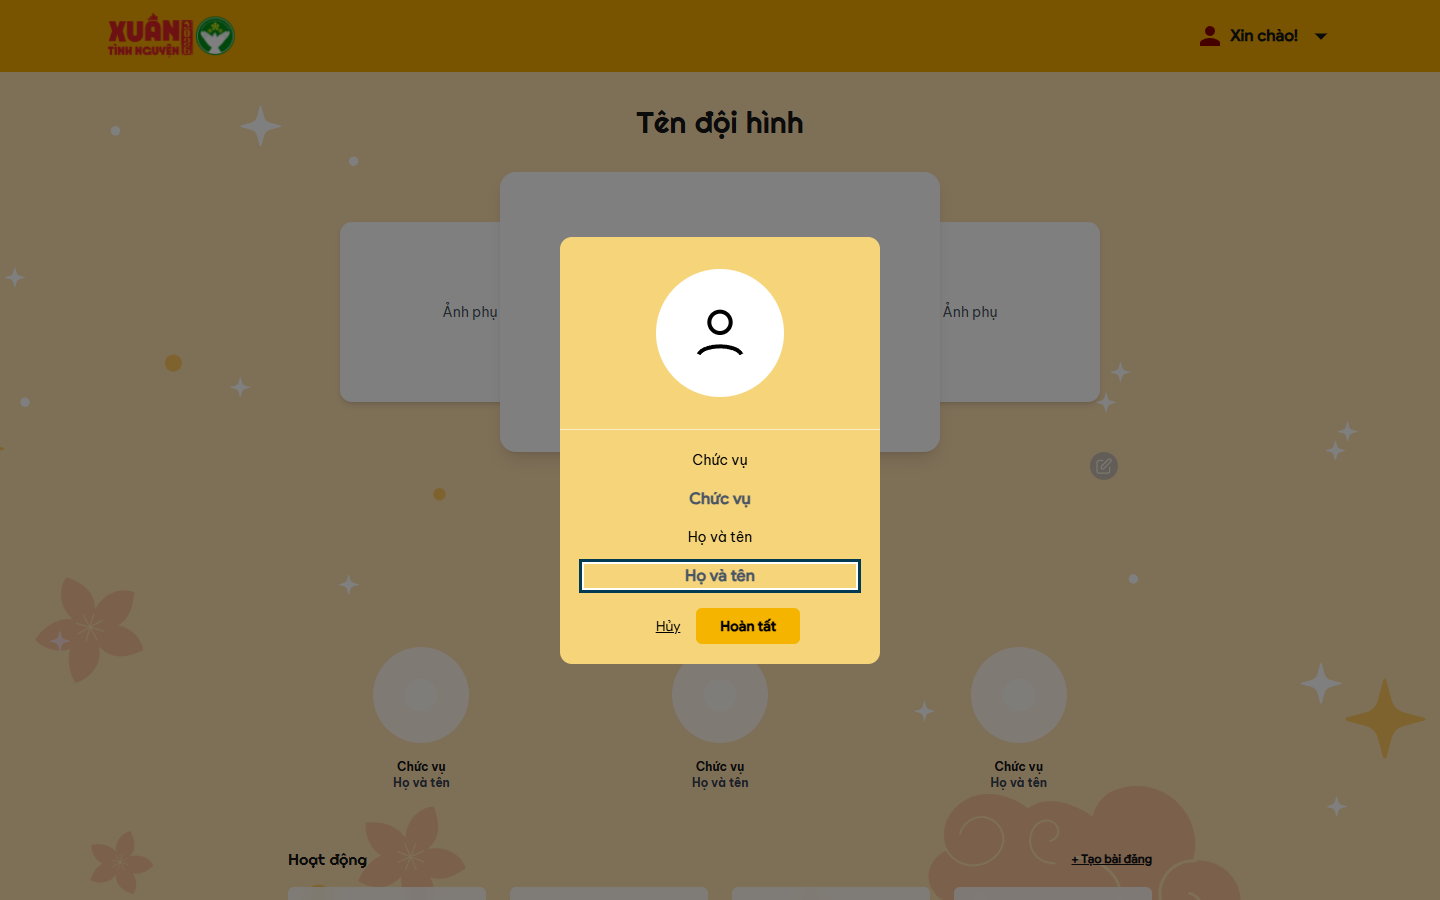 XUÂN 2026
TÌNH NGUYỆN
Xin chào!
Tên đội hình
Ảnh phụ
Ảnh phụ
Chức vụ
Chức vụ
Họ và tên
Họ và tên
Hủy
Hoàn tất
Chức vụ
Họ và tên
Chức vụ
Họ và tên
Chức vụ
Họ và tên
Hoạt động
+ Tạo bài đăng